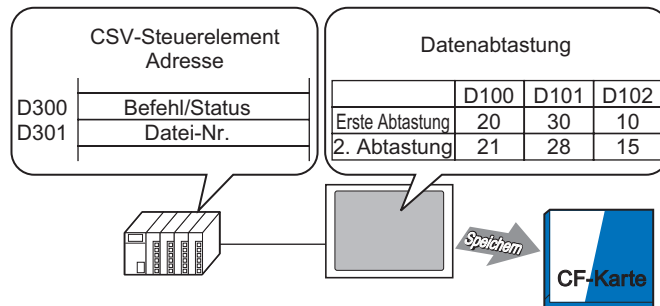 CSV-Steuerelement
Adresse
D300 Befehl/Status
D301 Datei-Nr.
Datenabtastung
D100 D101 D102
Erste Abtastung 20 30 10
2. Abtastung 21 28 15
Speichern
CF-Karte